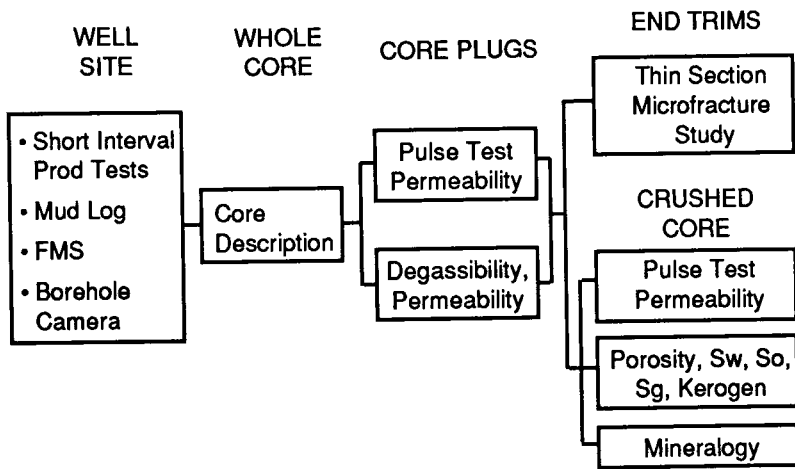 WELL
SITE
• Short Interval
Prod Tests
• Mud Log
• FMS
• Borehole
Camera
WHOLE
CORE
Core
Description
CORE PLUGS
Pulse Test
Permeability
Degassibility,
Permeability
END TRIMS
Thin Section
Microfracture
Study
CRUSHED
CORE
Pulse Test
Permeability
Porosity, Sw, So,
Sg, Kerogen
Mineralogy